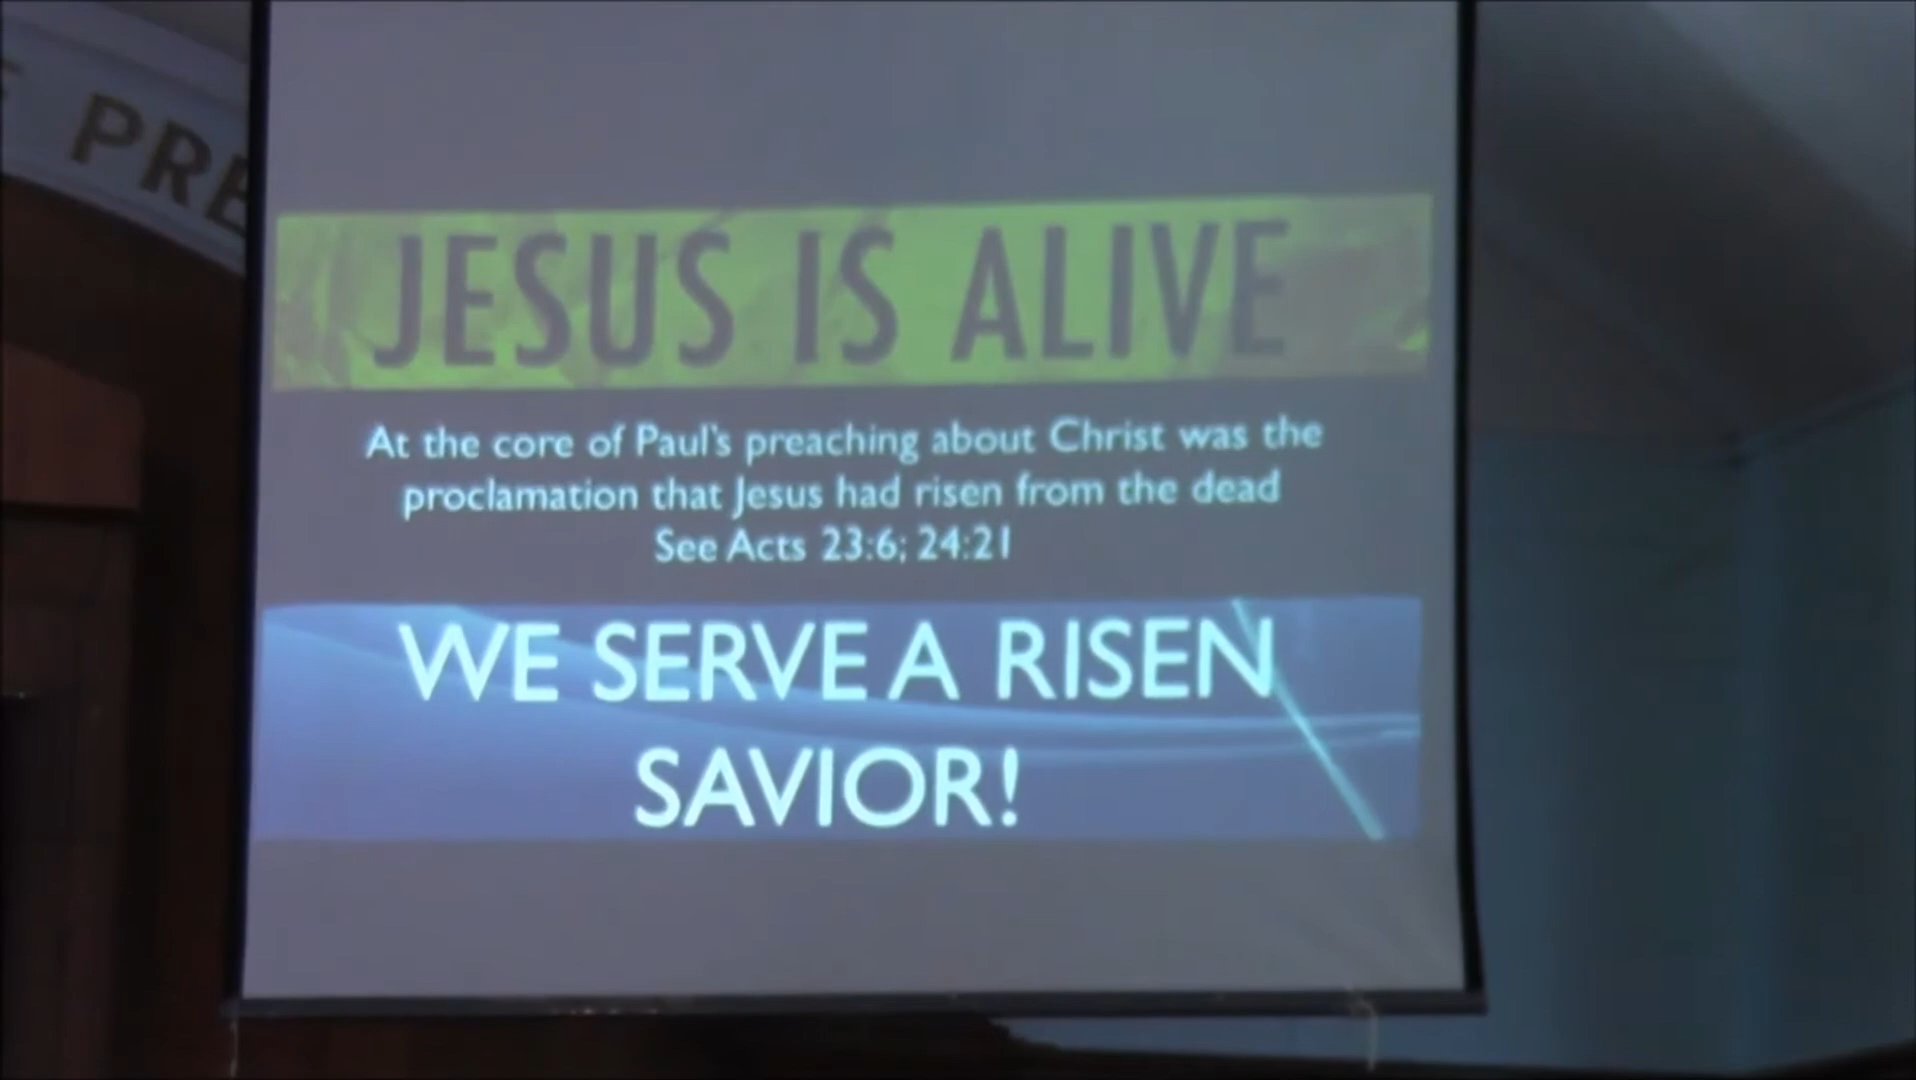 PRE
JESUS IS ALIVE
At the core of Paul's preaching about Christ was the
proclamation that Jesus had risen from the dead
See Acts 23:6; 24:21
WE SERVE A RISEN
SAVIOR!